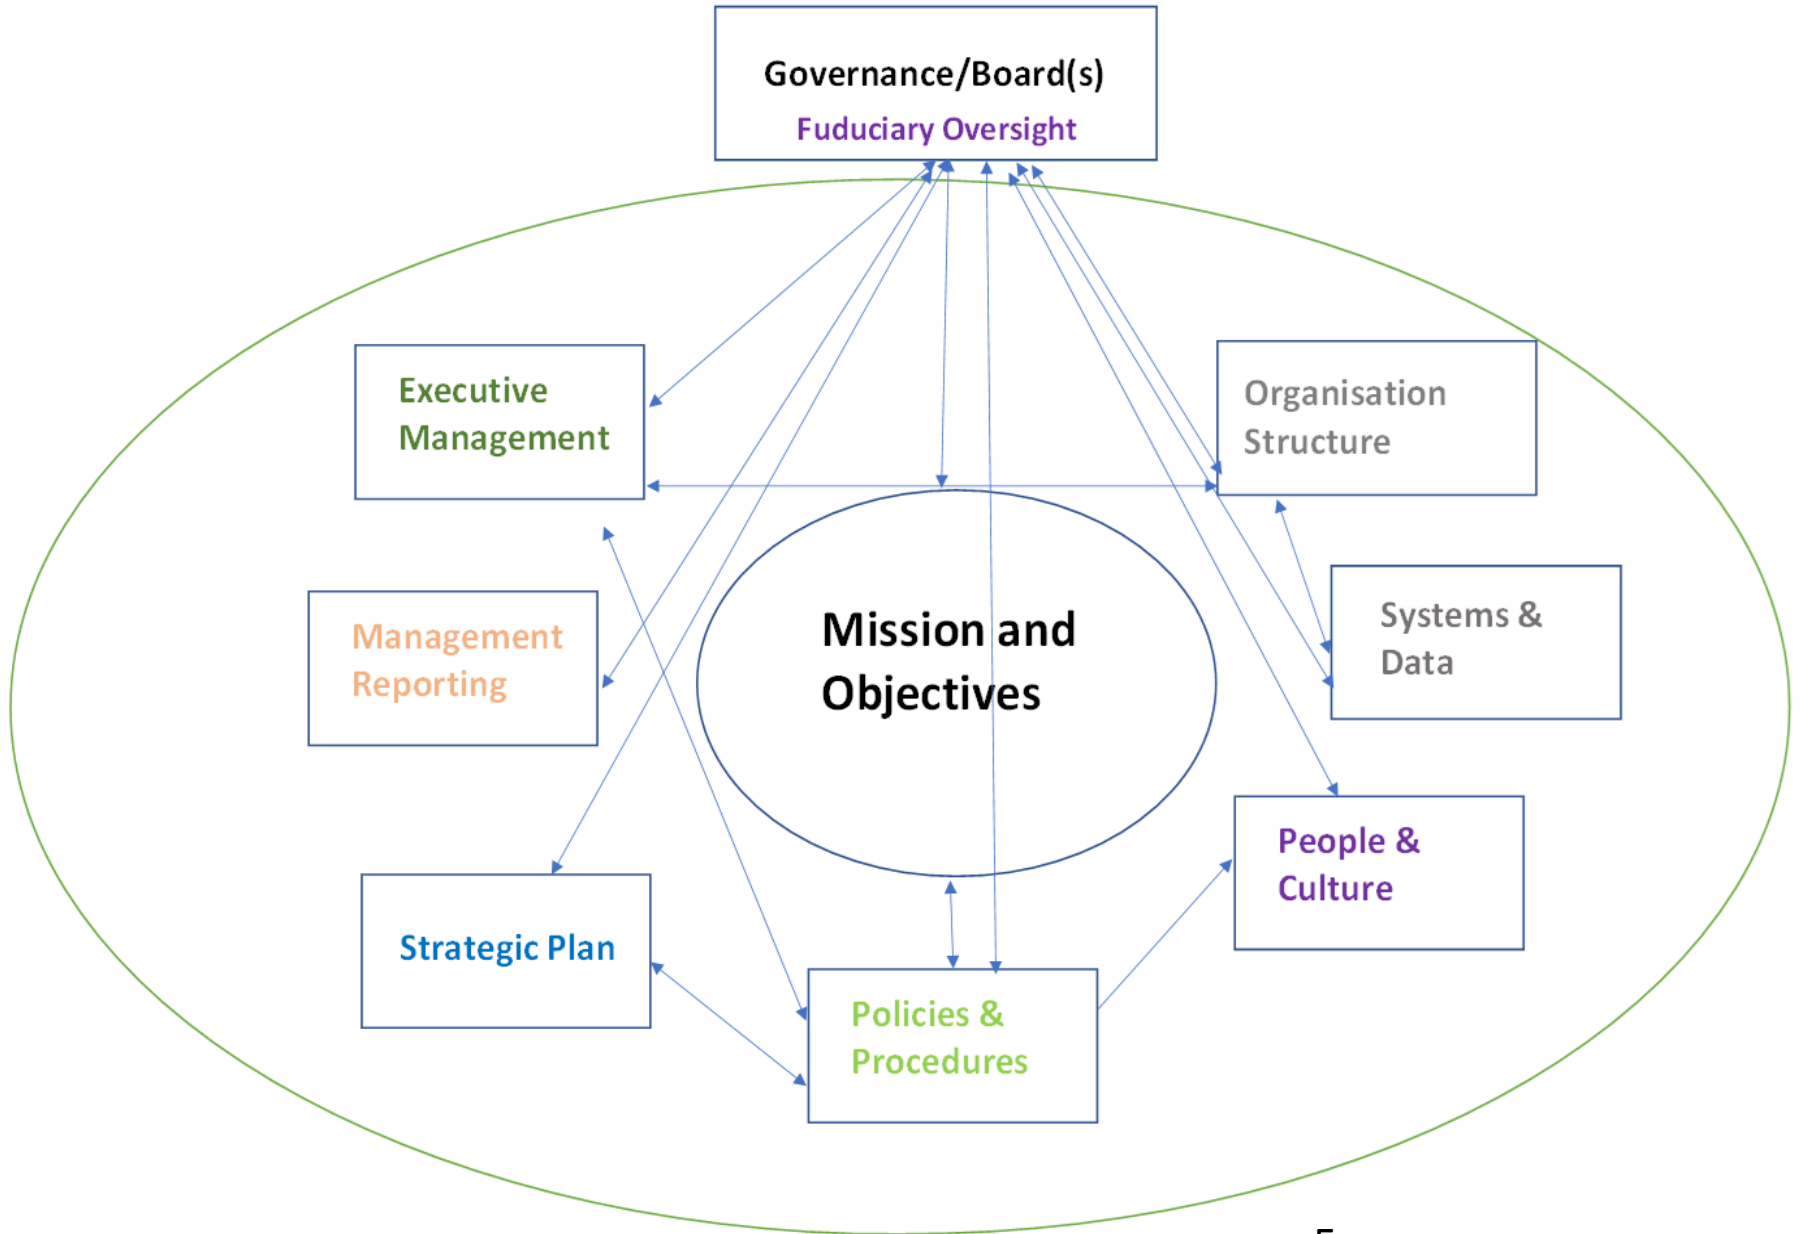 Governance/Board(s)
Fuduciary Oversight
Executive
Management
Organisation
Structure
Management
Reporting
Mission and
Objectives
Systems &
Data
People &
Culture
Strategic Plan
Policies &
Procedures